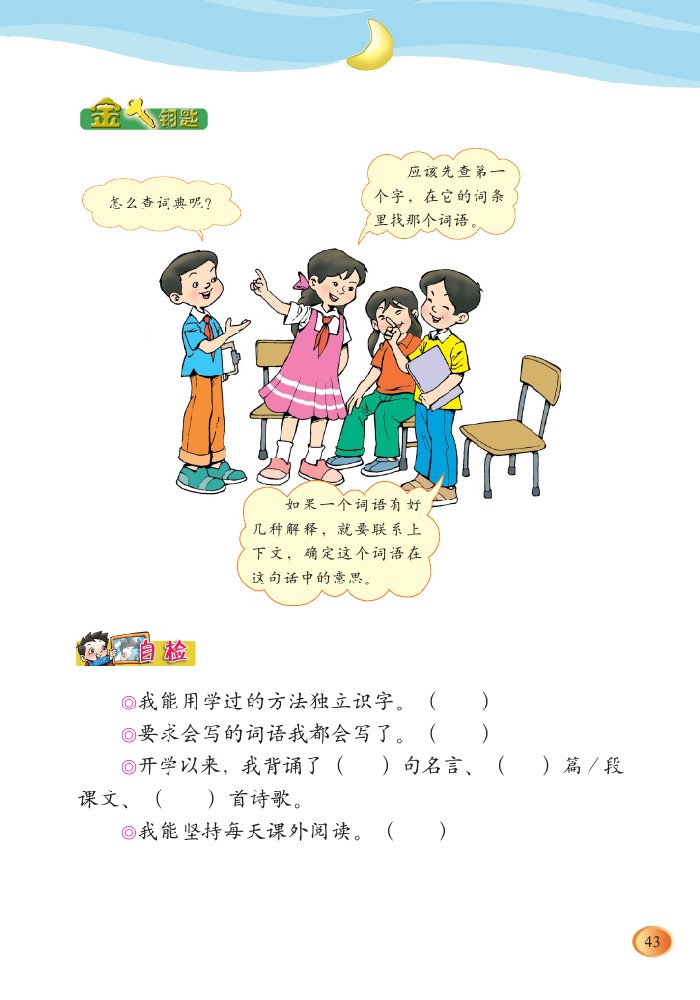 金钥匙
怎么查词典呢？
应该先查第一
个字，在它的词条
里找那个词语。
如果一个词语有好
几种解释，就要联系上
下文，确定这个词语在
这句话中的意思。
自检
◎我能用学过的方法独立识字。（　　）
◎要求会写的词语我都会写了。（　　）
◎开学以来，我背诵了（　　）句名言、（　　）篇/段
课文、（　　）首诗歌。
◎我能坚持每天课外阅读。（　　）
43